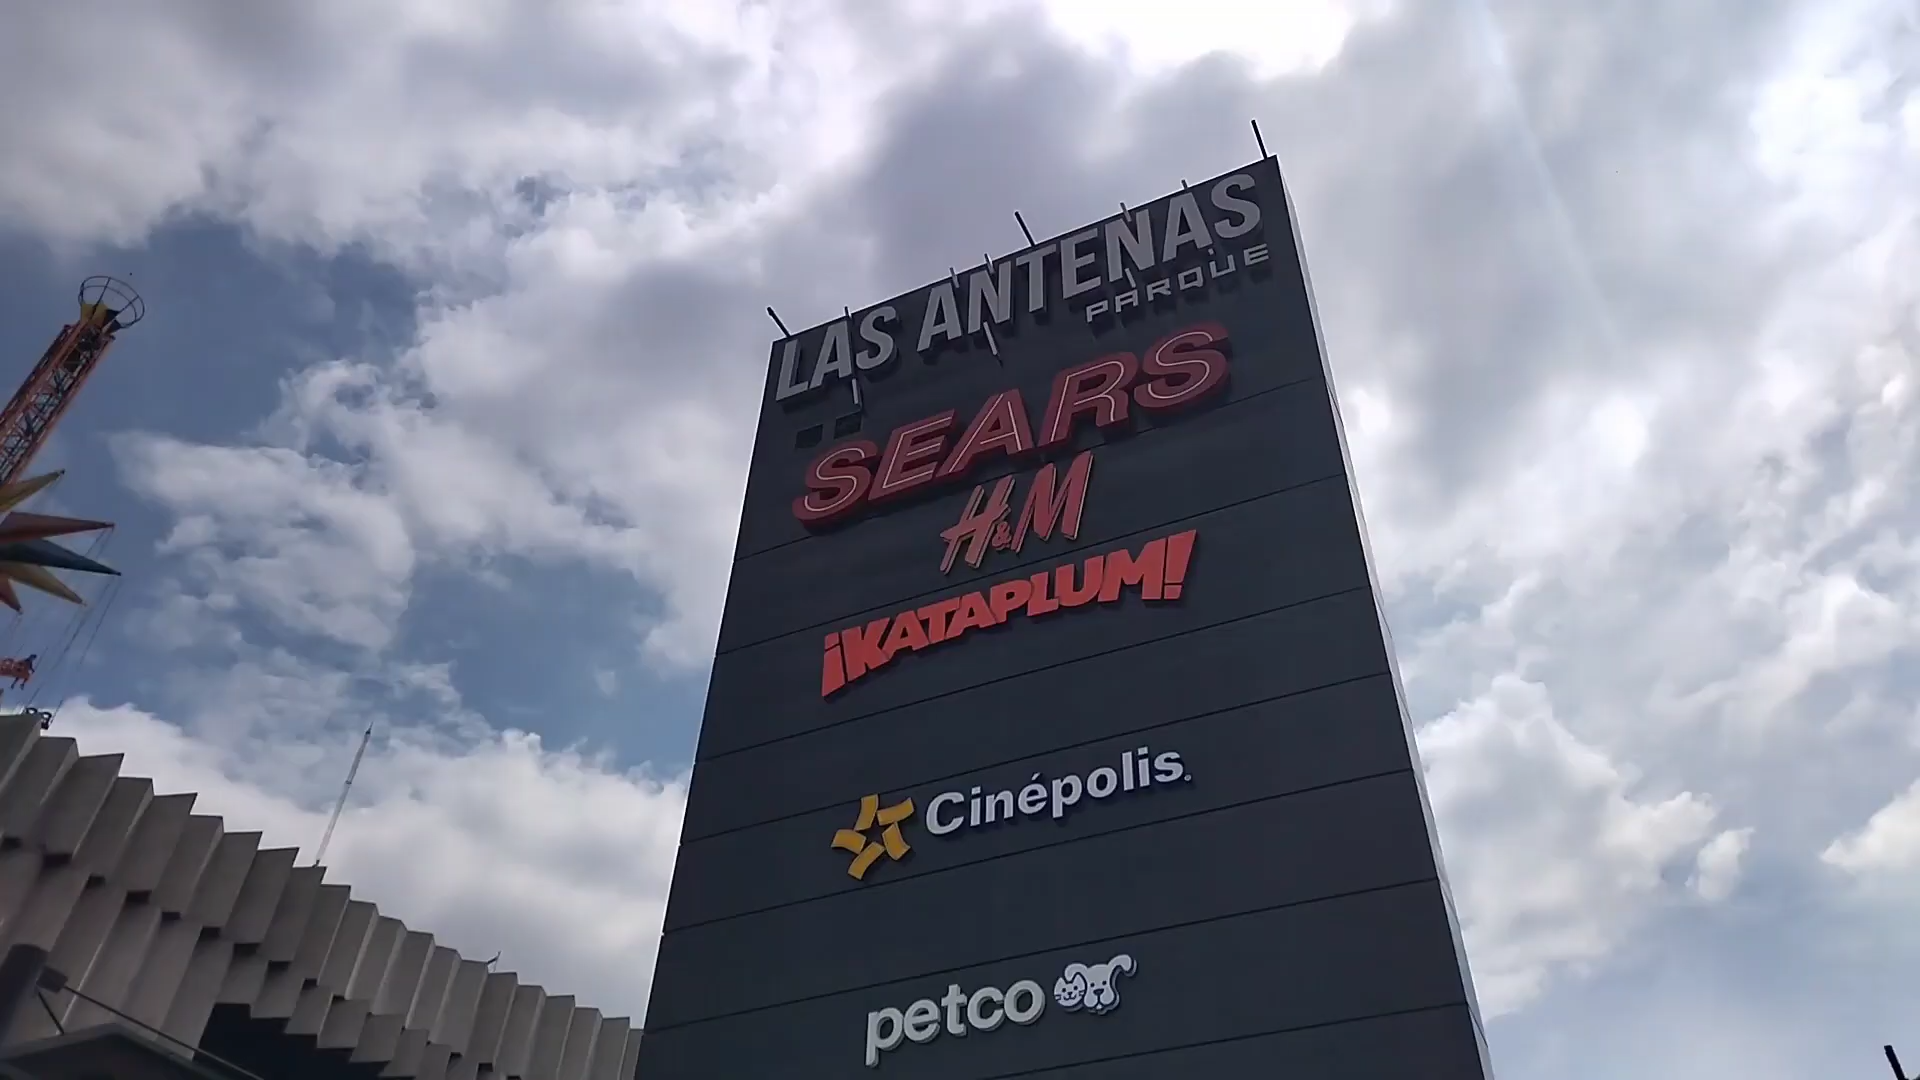 LAS ANTENAS
PARQUE
SEARS
H&M
¡KATAPLUM!
Cinépolis.
petco